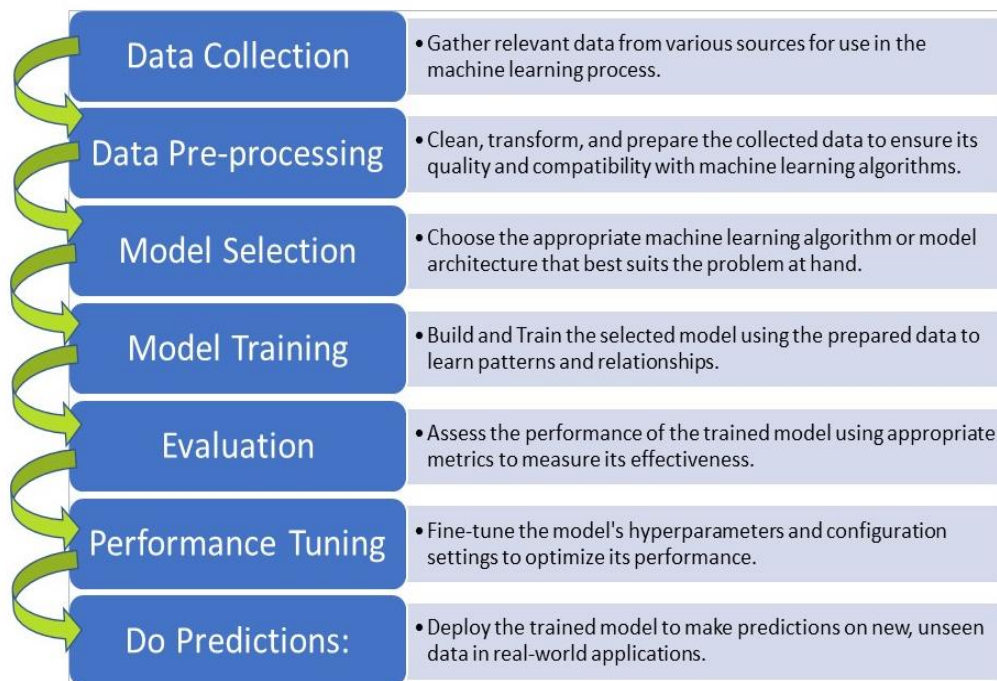 Data Collection
•Gather relevant data from various sources for use in the
machine learning process.
Data Pre-processing
•Clean, transform, and prepare the collected data to ensure its
quality and compatibility with machine learning algorithms.
Model Selection
•Choose the appropriate machine learning algorithm or model
architecture that best suits the problem at hand.
Model Training
•Build and Train the selected model using the prepared data to
learn patterns and relationships.
Evaluation
•Assess the performance of the trained model using appropriate
metrics to measure its effectiveness.
Performance Tuning
•Fine-tune the model's hyperparameters and configuration
settings to optimize its performance.
Do Predictions:
•Deploy the trained model to make predictions on new, unseen
data in real-world applications.